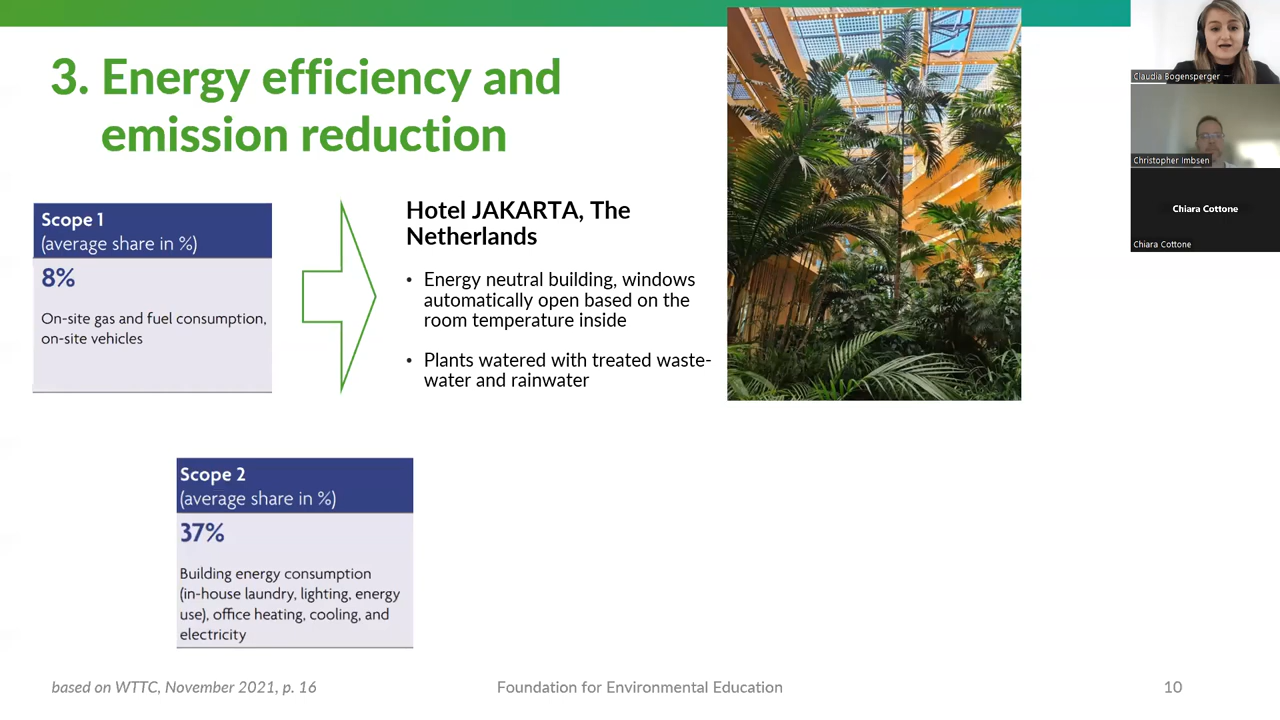 3. Energy efficiency and
emission reduction
Scope 1
(average share in %)
8%
On-site gas and fuel consumption,
on-site vehicles
Hotel JAKARTA, The
Netherlands
• Energy neutral building, windows
automatically open based on the
room temperature inside
• Plants watered with treated waste-
water and rainwater
Scope 2
(average share in %)
37%
Building energy consumption
(in-house laundry, lighting, energy
use), office heating, cooling, and
electricity
based on WTTC, November 2021, p. 16
Foundation for Environmental Education
10
Claudia Bogensperger
Christopher Imbsen
Chiara Cottone
Chiara Cottone